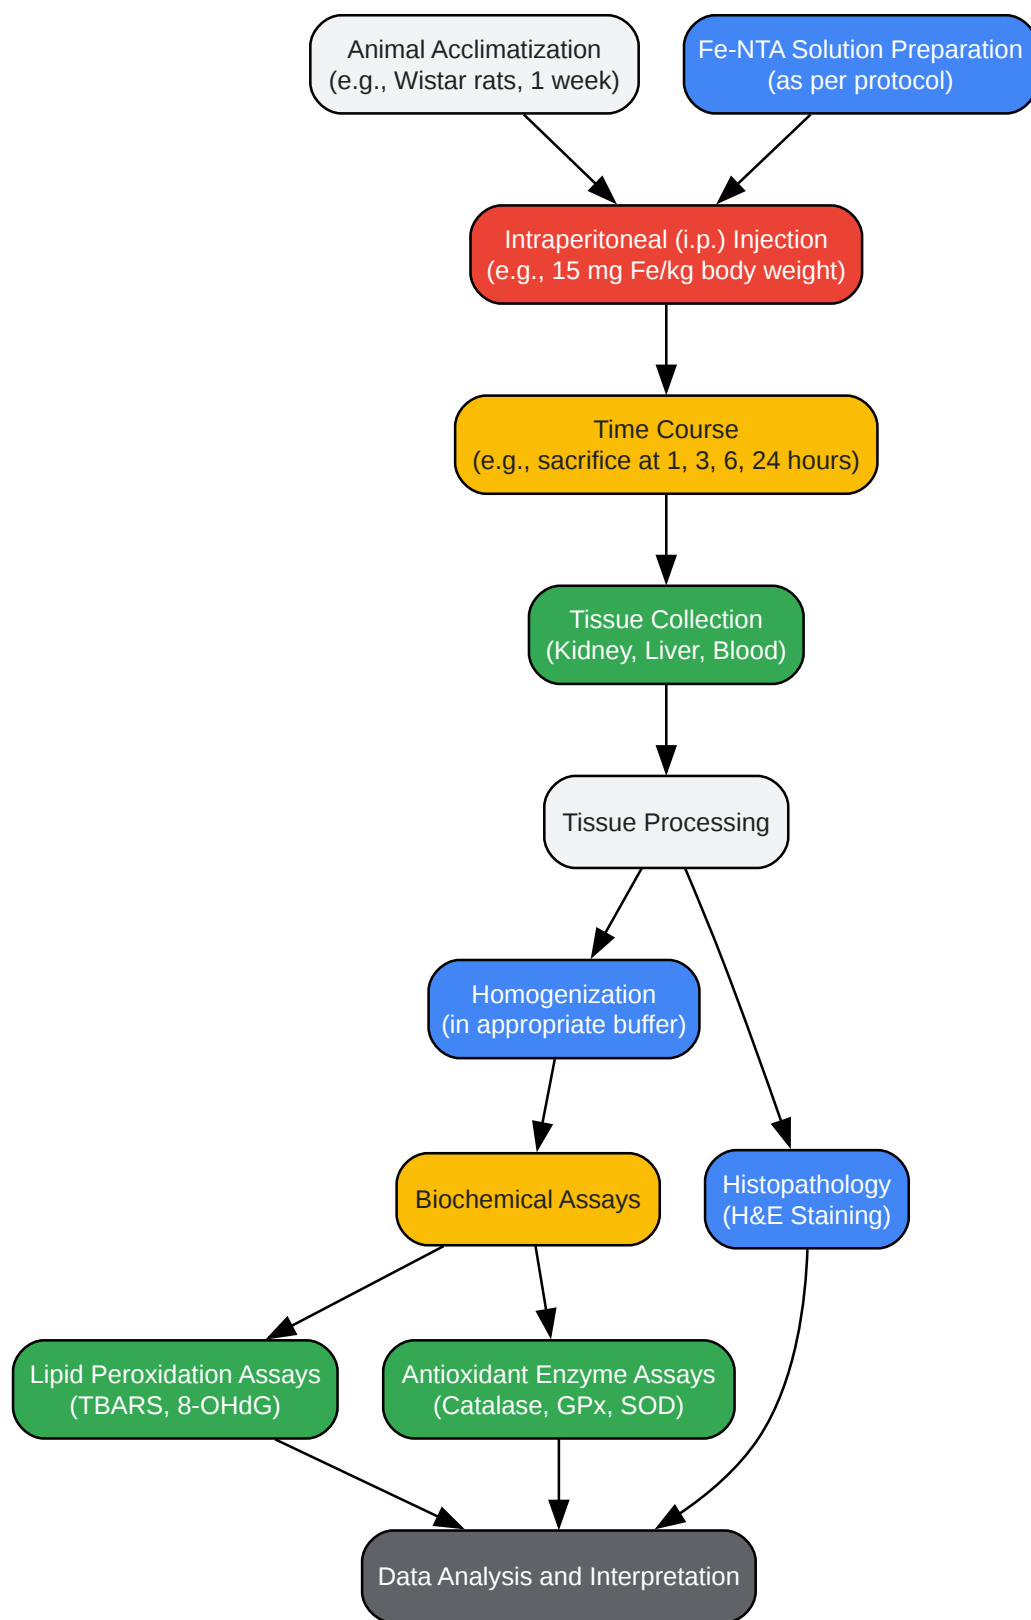 Animal Acclimatization
(e.g., Wistar rats, 1 week)
Fe-NTA Solution Preparation
(as per protocol)
Intraperitoneal (i.p.) Injection
(e.g., 15 mg Fe/kg body weight)
Time Course
(e.g., sacrifice at 1, 3, 6, 24 hours)
Tissue Collection
(Kidney, Liver, Blood)
Tissue Processing
Homogenization
(in appropriate buffer)
Biochemical Assays
Histopathology
(H&E Staining)
Lipid Peroxidation Assays
(TBARS, 8-OHdG)
Antioxidant Enzyme Assays
(Catalase, GPx, SOD)
Data Analysis and Interpretation